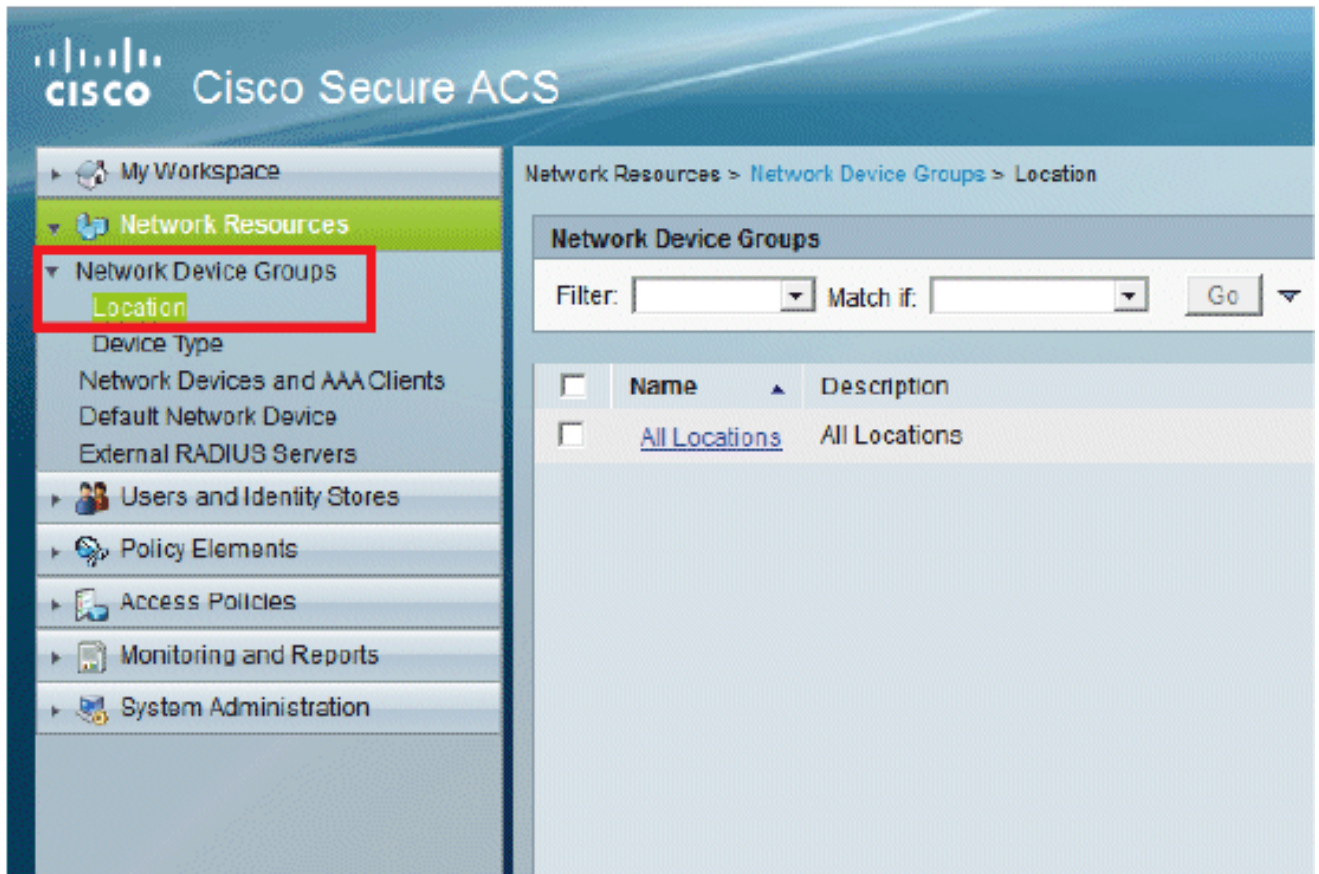 CISCO Cisco Secure ACS
My Workspace
Network Resources
Network Device Groups
Location
Device Type
Network Devices and AAA Clients
Default Network Device
External RADIUS Servers
Users and Identity Stores
Policy Elements
Access Policies
Monitoring and Reports
System Administration
Network Resources > Network Device Groups > Location
Network Device Groups
Filter: Match if: Go
Name Description
All Locations All Locations